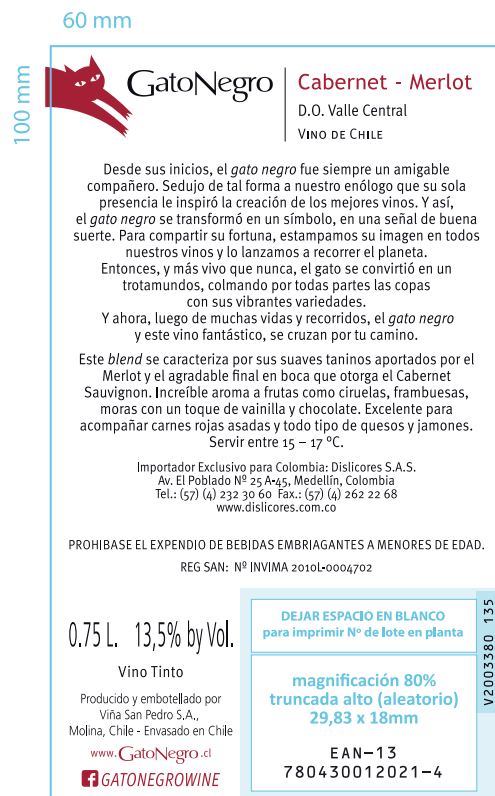 60 mm
100 mm
GatoNegro
Cabernet - Merlot
D.O. Valle Central
VINO DE CHILE
Desde sus inicios, el gato negro fue siempre un amigable
compañero. Sedujo de tal forma a nuestro enólogo que su sola
presencia le inspiró la creación de los mejores vinos. Y así,
el gato negro se transformó en un símbolo, en una señal de buena
suerte. Para compartir su fortuna, estampamos su imagen en todos
nuestros vinos y lo lanzamos a recorrer el planeta.
Entonces, y más vivo que nunca, el gato se convirtió en un
trotamundos, colmando por todas partes las copas
con sus vibrantes variedades.
Y ahora, luego de muchas vidas y recorridos, el gato negro
y este vino fantástico, se cruzan por tu camino.
Este blend se caracteriza por sus suaves taninos aportados por el
Merlot y el agradable final en boca que otorga el Cabernet
Sauvignon. Increíble aroma a frutas como ciruelas, frambuesas,
moras con un toque de vainilla y chocolate. Excelente para
acompañar carnes rojas asadas y todo tipo de quesos y jamones.
Servir entre 15 – 17 °C.
Importador Exclusivo para Colombia: Dislicores S.A.S.
Av. El Poblado Nº 25 A-45, Medellín, Colombia
Tel.: (57) (4) 232 30 60 Fax.: (57) (4) 262 22 68
www.dislicores.com.co
PROHIBASE EL EXPENDIO DE BEBIDAS EMBRIAGANTES A MENORES DE EDAD.
REG SAN: Nº INVIMA 2010L-0004702
0.75 L. 13,5% by Vol.
Vino Tinto
Producido y embotellado por
Viña San Pedro S.A.,
Molina, Chile - Envasado en Chile
www.GatoNegro.cl
f GATONEGROWINE
DEJAR ESPACIO EN BLANCO
para imprimir Nº de lote en planta
magnificación 80%
truncada alto (aleatorio)
29,83 x 18mm
EAN-13
780430012021-4
V2003380 135